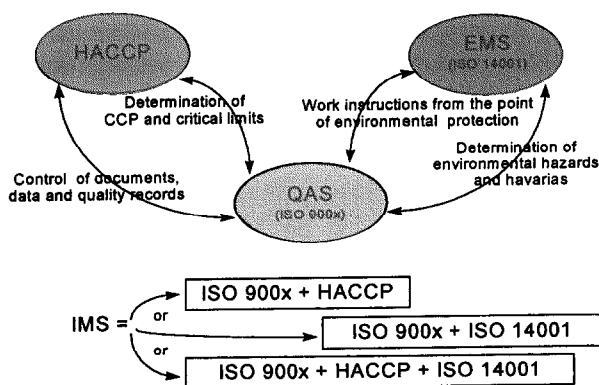 HACCP
EMS
(ISO 14001)
Determination of
CCP and critical limits
Work instructions from the point
of environmental protection
Control of documents,
data and quality records
Determination of
environmental hazards
and havarias
QAS
(ISO 900x)
ISO 900x + HACCP
or
IMS =
ISO 900x + ISO 14001
or
ISO 900x + HACCP + ISO 14001